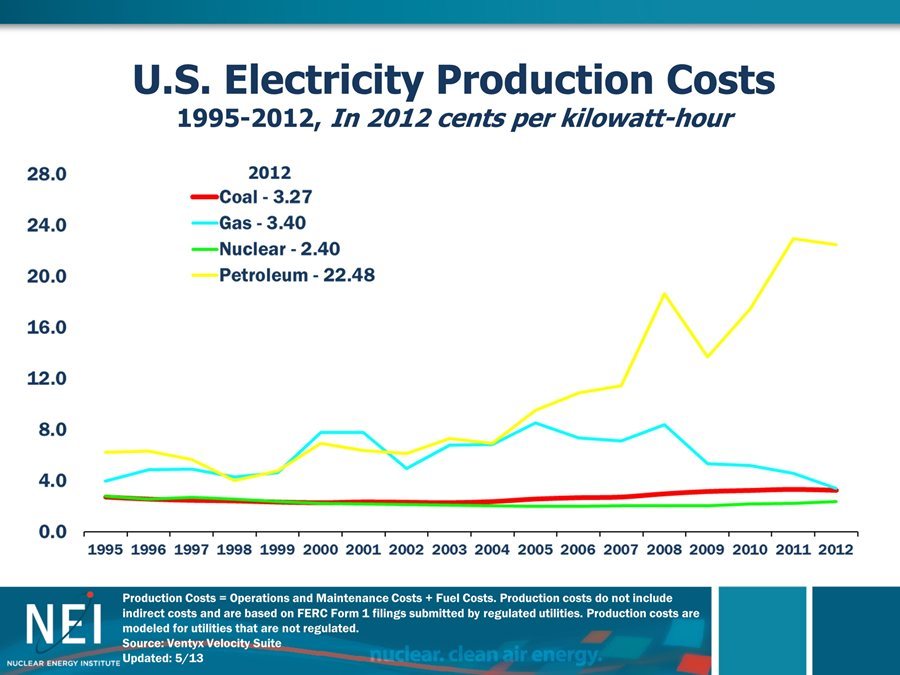 U.S. Electricity Production Costs
1995-2012, In 2012 cents per kilowatt-hour
2012
Coal - 3.27
Gas - 3.40
Nuclear - 2.40
Petroleum - 22.48
28.0
24.0
20.0
16.0
12.0
8.0
4.0
0.0
1995 1996 1997 1998 1999 2000 2001 2002 2003 2004 2005 2006 2007 2008 2009 2010 2011 2012
NEI
NUCLEAR ENERGY INSTITUTE
Production Costs = Operations and Maintenance Costs + Fuel Costs. Production costs do not include
indirect costs and are based on FERC Form 1 filings submitted by regulated utilities. Production costs are
modeled for utilities that are not regulated.
Source: Ventyx Velocity Suite
Updated: 5/13
nuclear. clean air energy.